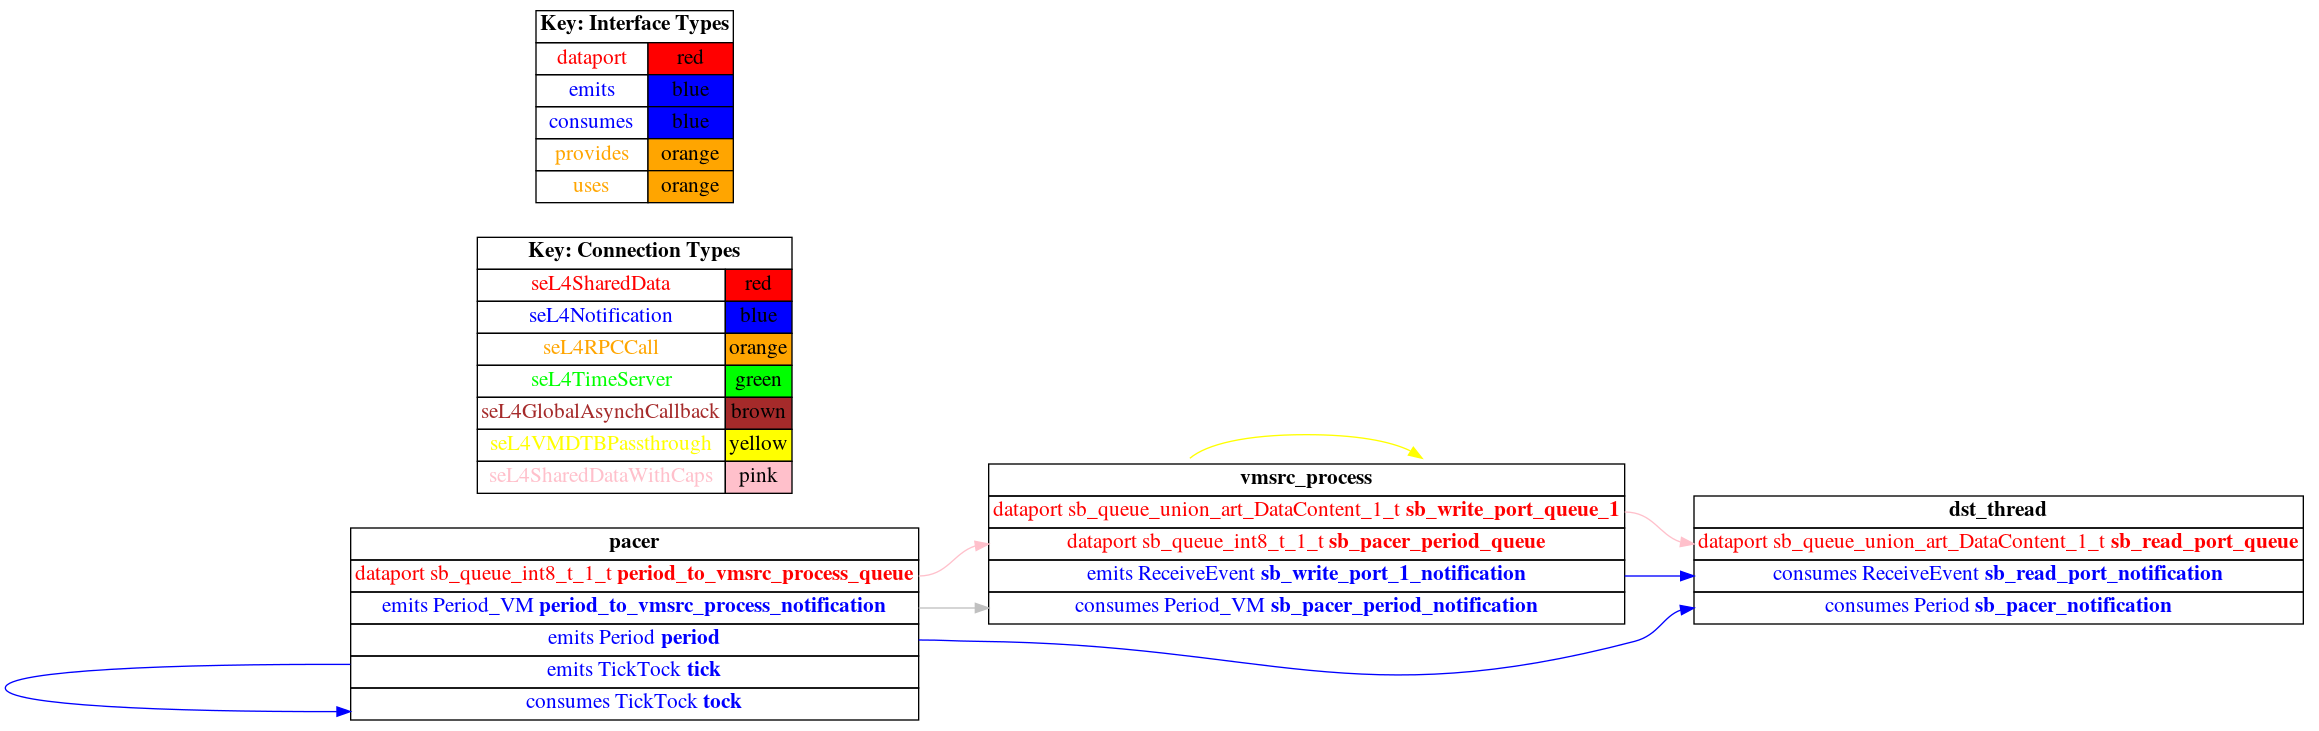 Key: Interface Types
dataport red
emits blue
consumes blue
provides orange
uses orange
Key: Connection Types
seL4SharedData red
seL4Notification blue
seL4RPCCall orange
seL4TimeServer green
seL4GlobalAsynchCallback brown
seL4VMDTBPassthrough yellow
seL4SharedDataWithCaps pink
pacer
dataport sb_queue_int8_t_1_t period_to_vmsrc_process_queue
emits Period_VM period_to_vmsrc_process_notification
emits Period period
emits TickTock tick
consumes TickTock tock
vmsrc_process
dataport sb_queue_union_art_DataContent_1_t sb_write_port_queue_1
dataport sb_queue_int8_t_1_t sb_pacer_period_queue
emits ReceiveEvent sb_write_port_1_notification
consumes Period_VM sb_pacer_period_notification
dst_thread
dataport sb_queue_union_art_DataContent_1_t sb_read_port_queue
consumes ReceiveEvent sb_read_port_notification
consumes Period sb_pacer_notification